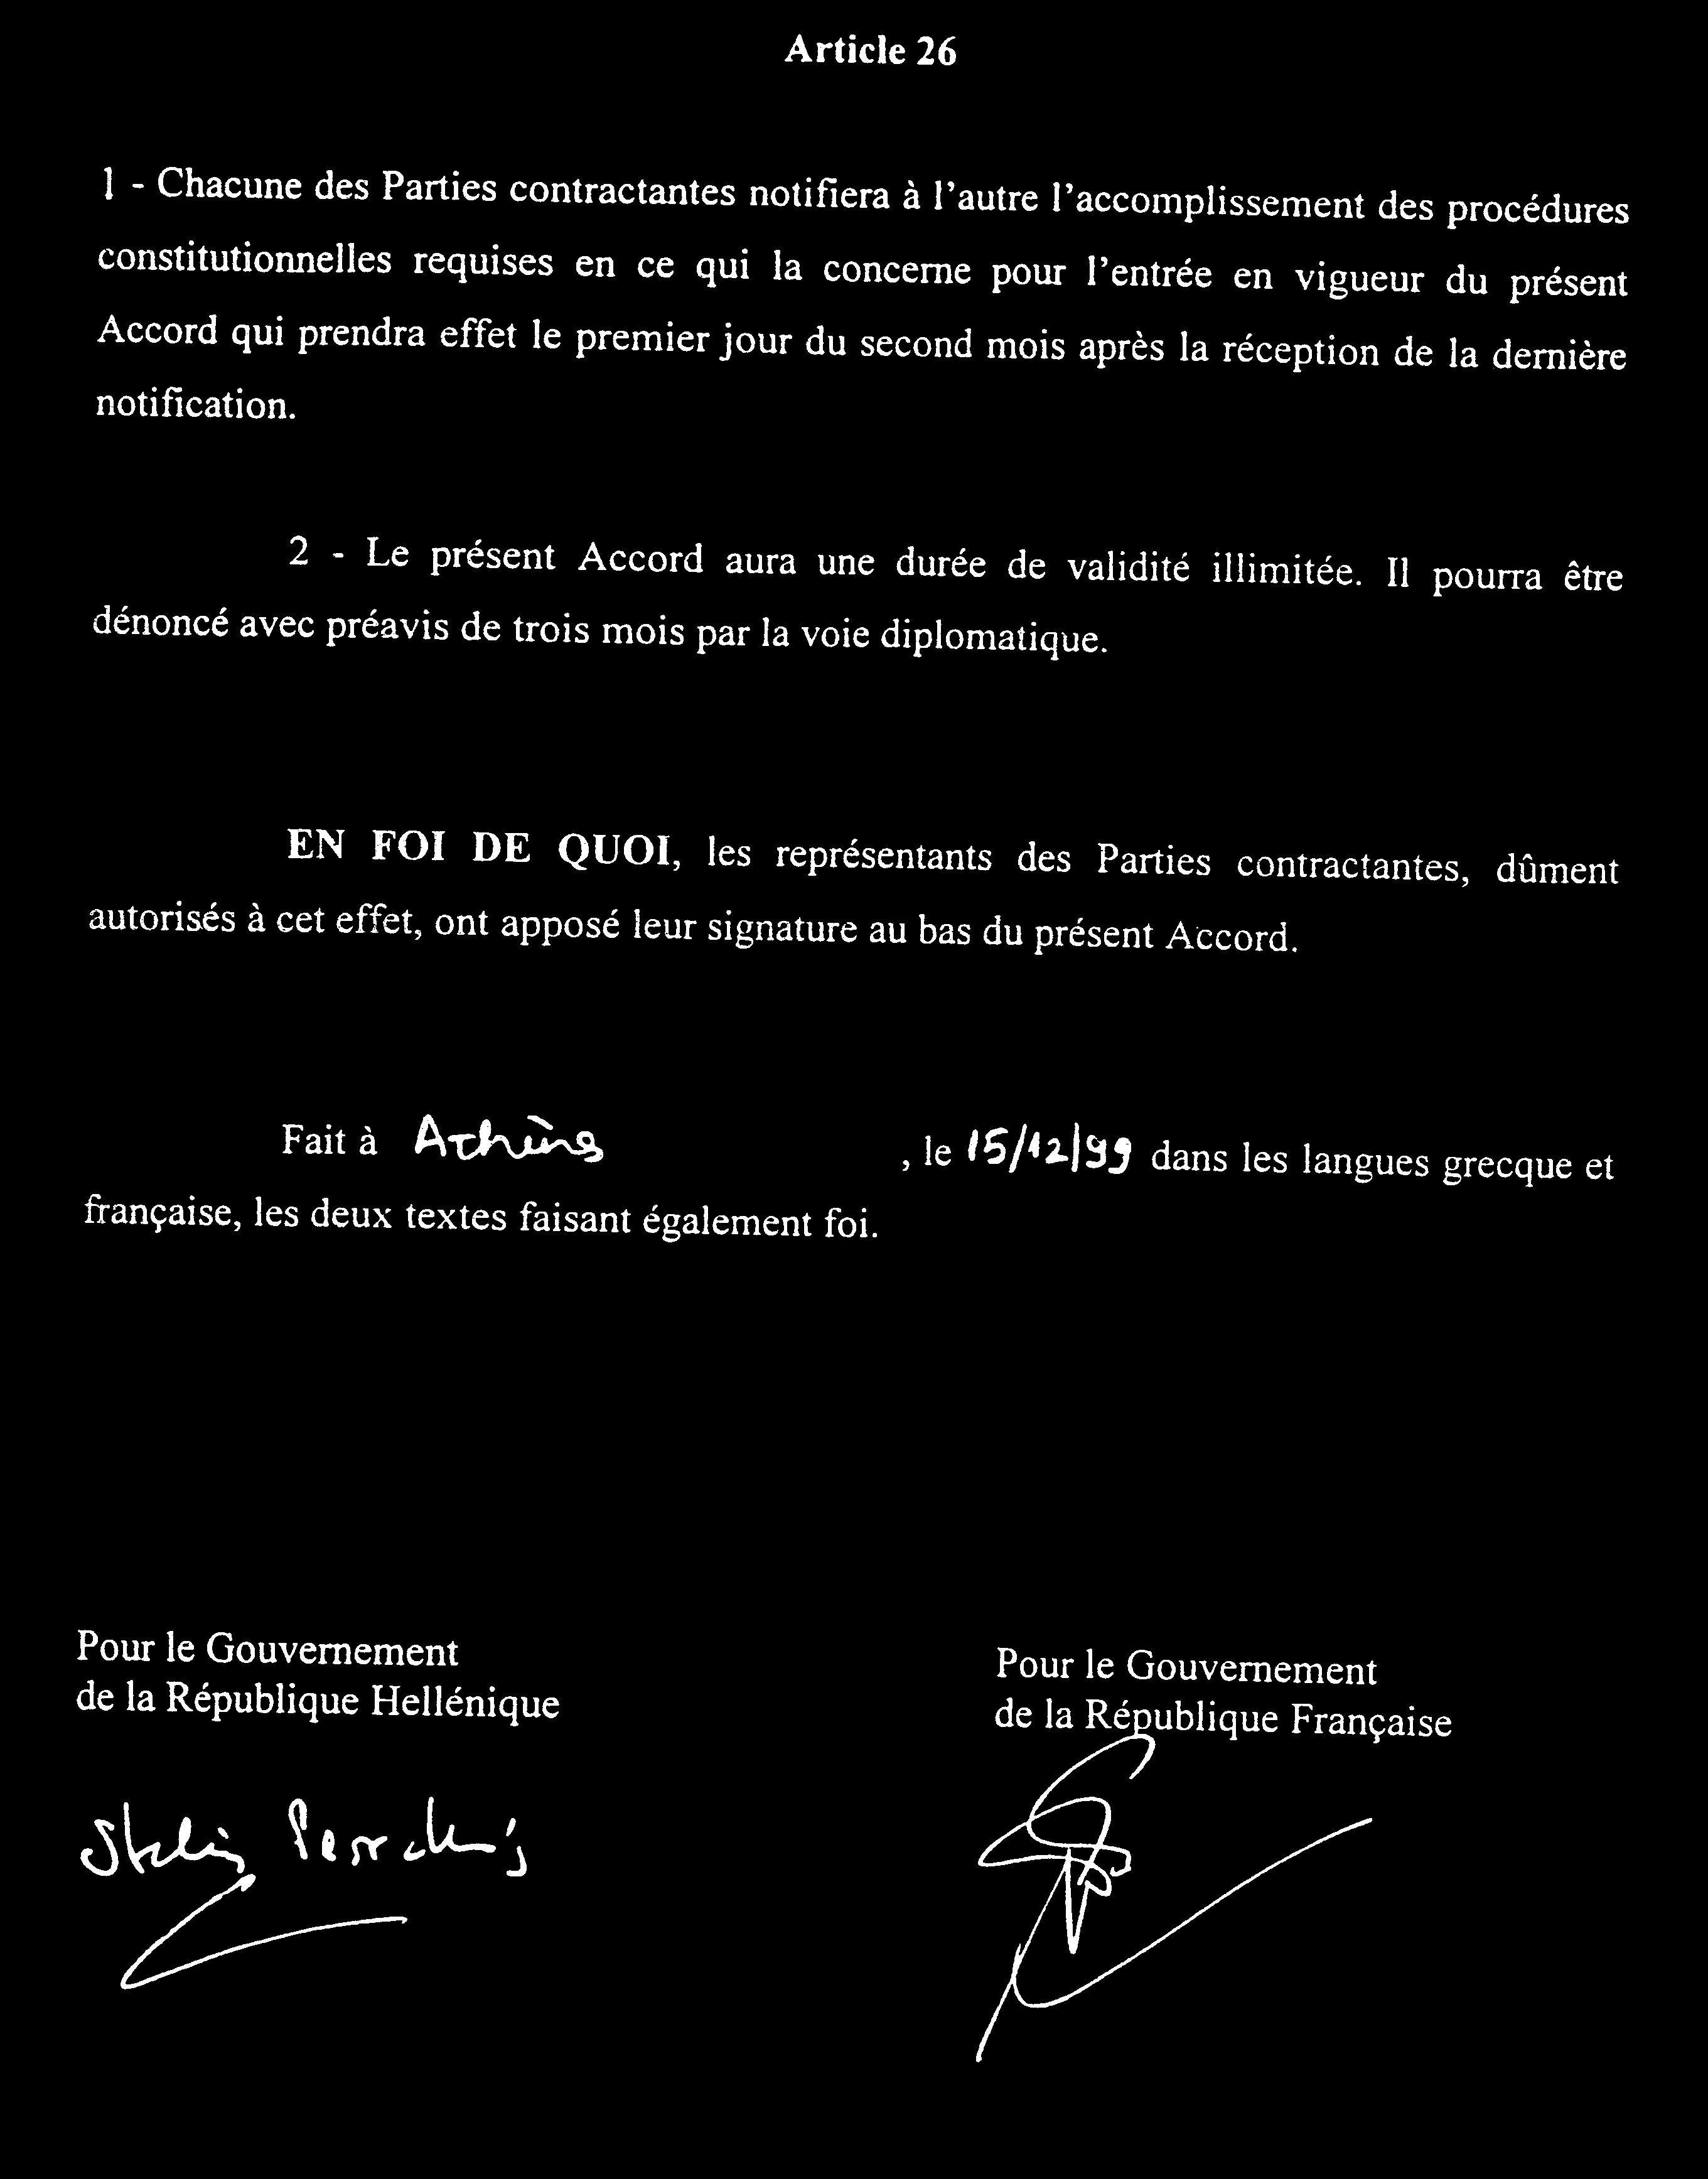 Article 26
1 - Chacune des Parties contractantes notifiera à l'autre l'accomplissement des procédures
constitutionnelles requises en ce qui la concerne pour l'entrée en vigueur du présent
Accord qui prendra effet le premier jour du second mois après la réception de la dernière
notification.
2 - Le présent Accord aura une durée de validité illimitée. Il pourra être
dénoncé avec préavis de trois mois par la voie diplomatique.
EN FOI DE QUOI, les représentants des Parties contractantes, dûment
autorisés à cet effet, ont apposé leur signature au bas du présent Accord.
Fait à Athènes , le 15/12/99 dans les langues grecque et
française, les deux textes faisant également foi.
Pour le Gouvernement
de la République Hellénique
Pour le Gouvernement
de la République Française